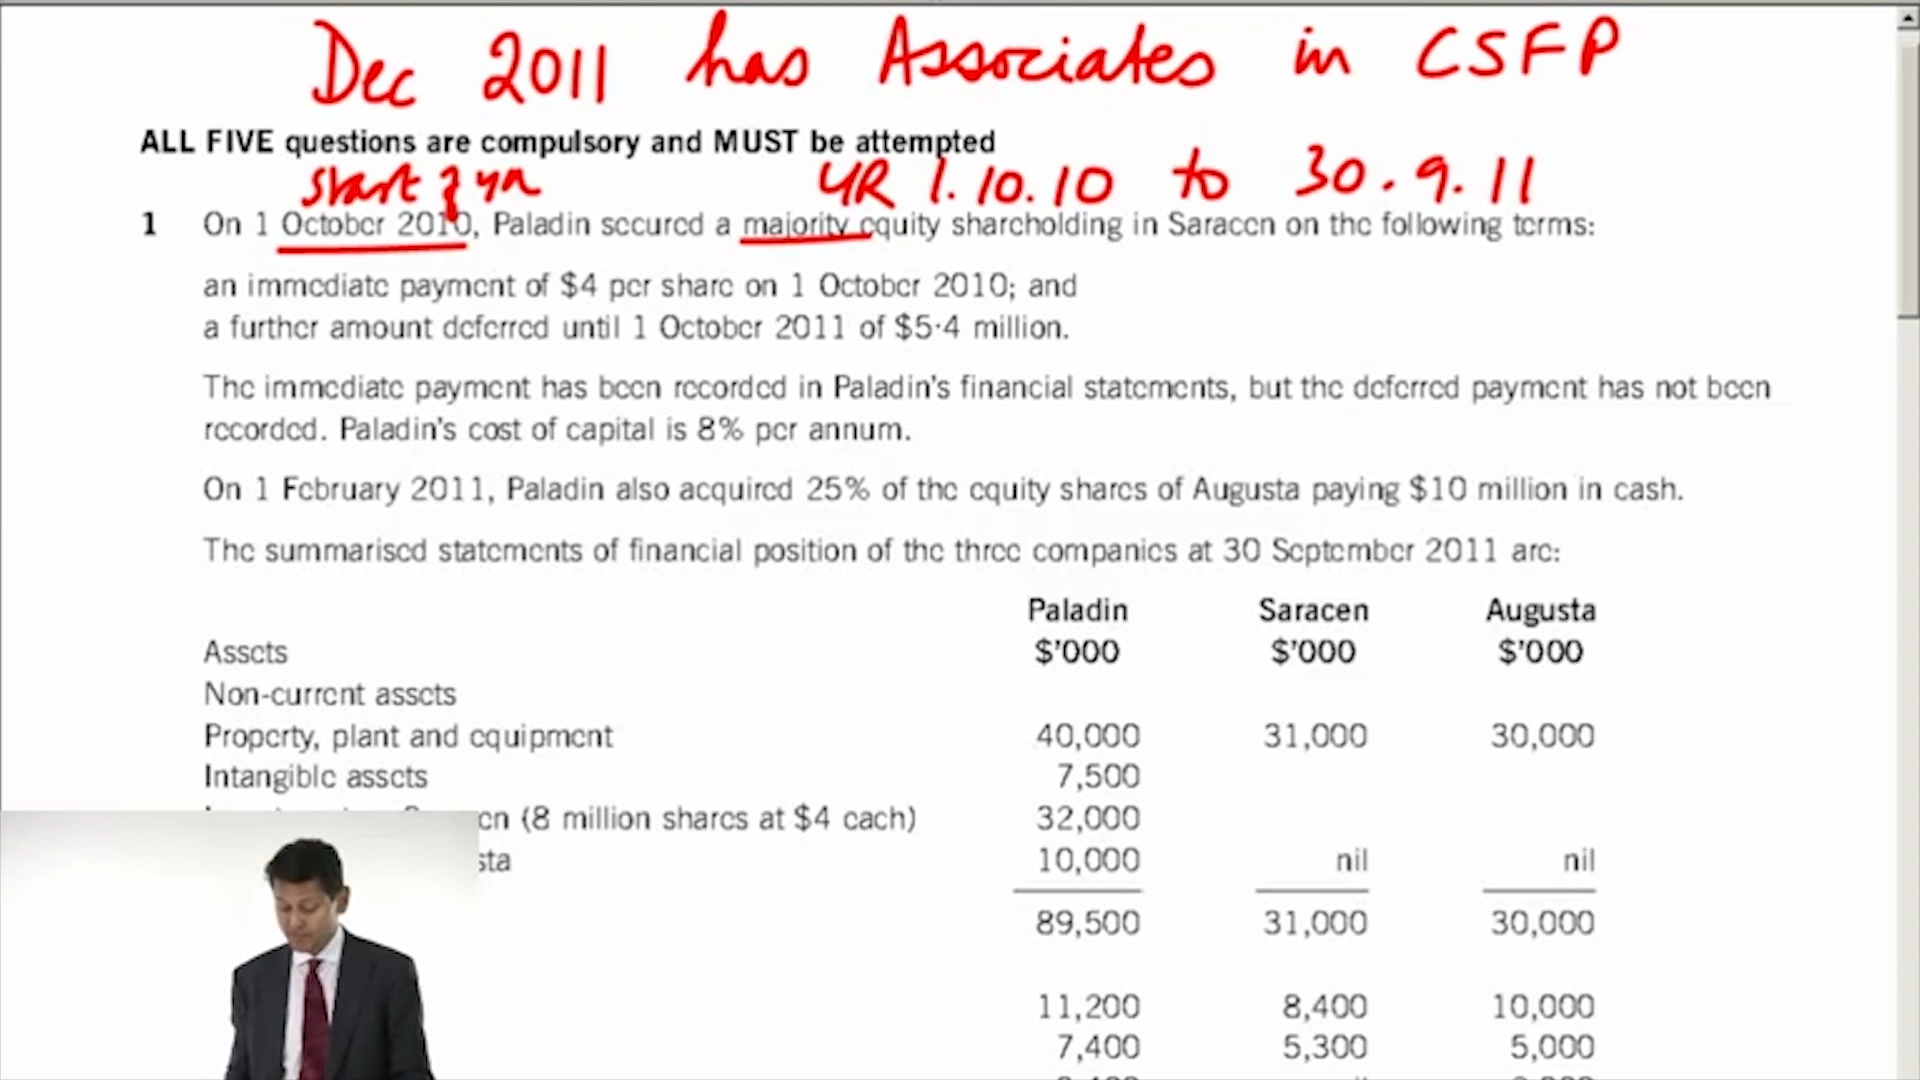 Dec 2011 has Associates in CSFP
ALL FIVE questions are compulsory and MUST be attempted
start of yr YR 1.10.10 to 30.9.11
1 On 1 October 2010, Paladin secured a majority equity shareholding in Saracen on the following terms:
an immediate payment of $4 per share on 1 October 2010; and
a further amount deferred until 1 October 2011 of $5·4 million.
The immediate payment has been recorded in Paladin's financial statements, but the deferred payment has not been
recorded. Paladin's cost of capital is 8% per annum.
On 1 February 2011, Paladin also acquired 25% of the equity shares of Augusta paying $10 million in cash.
The summarised statements of financial position of the three companies at 30 September 2011 are:
Paladin Saracen Augusta
Assets $'000 $'000 $'000
Non-current assets
Property, plant and equipment 40,000 31,000 30,000
Intangible assets 7,500
(8 million shares at $4 each) 32,000
10,000 nil nil
89,500 31,000 30,000
11,200 8,400 10,000
7,400 5,300 5,000